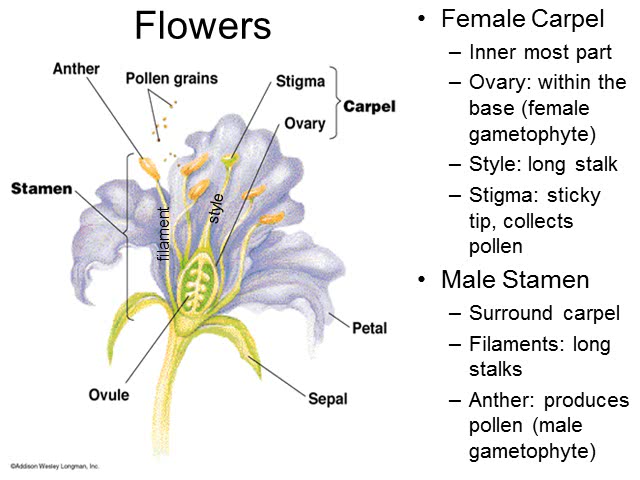 Flowers
Anther
Pollen grains
Stigma
Carpel
Ovary
Stamen
filament
style
Petal
Ovule
Sepal
©Addison Wesley Longman, Inc.
• Female Carpel
– Inner most part
– Ovary: within the
base (female
gametophyte)
– Style: long stalk
– Stigma: sticky
tip, collects
pollen
• Male Stamen
– Surround carpel
– Filaments: long
stalks
– Anther: produces
pollen (male
gametophyte)